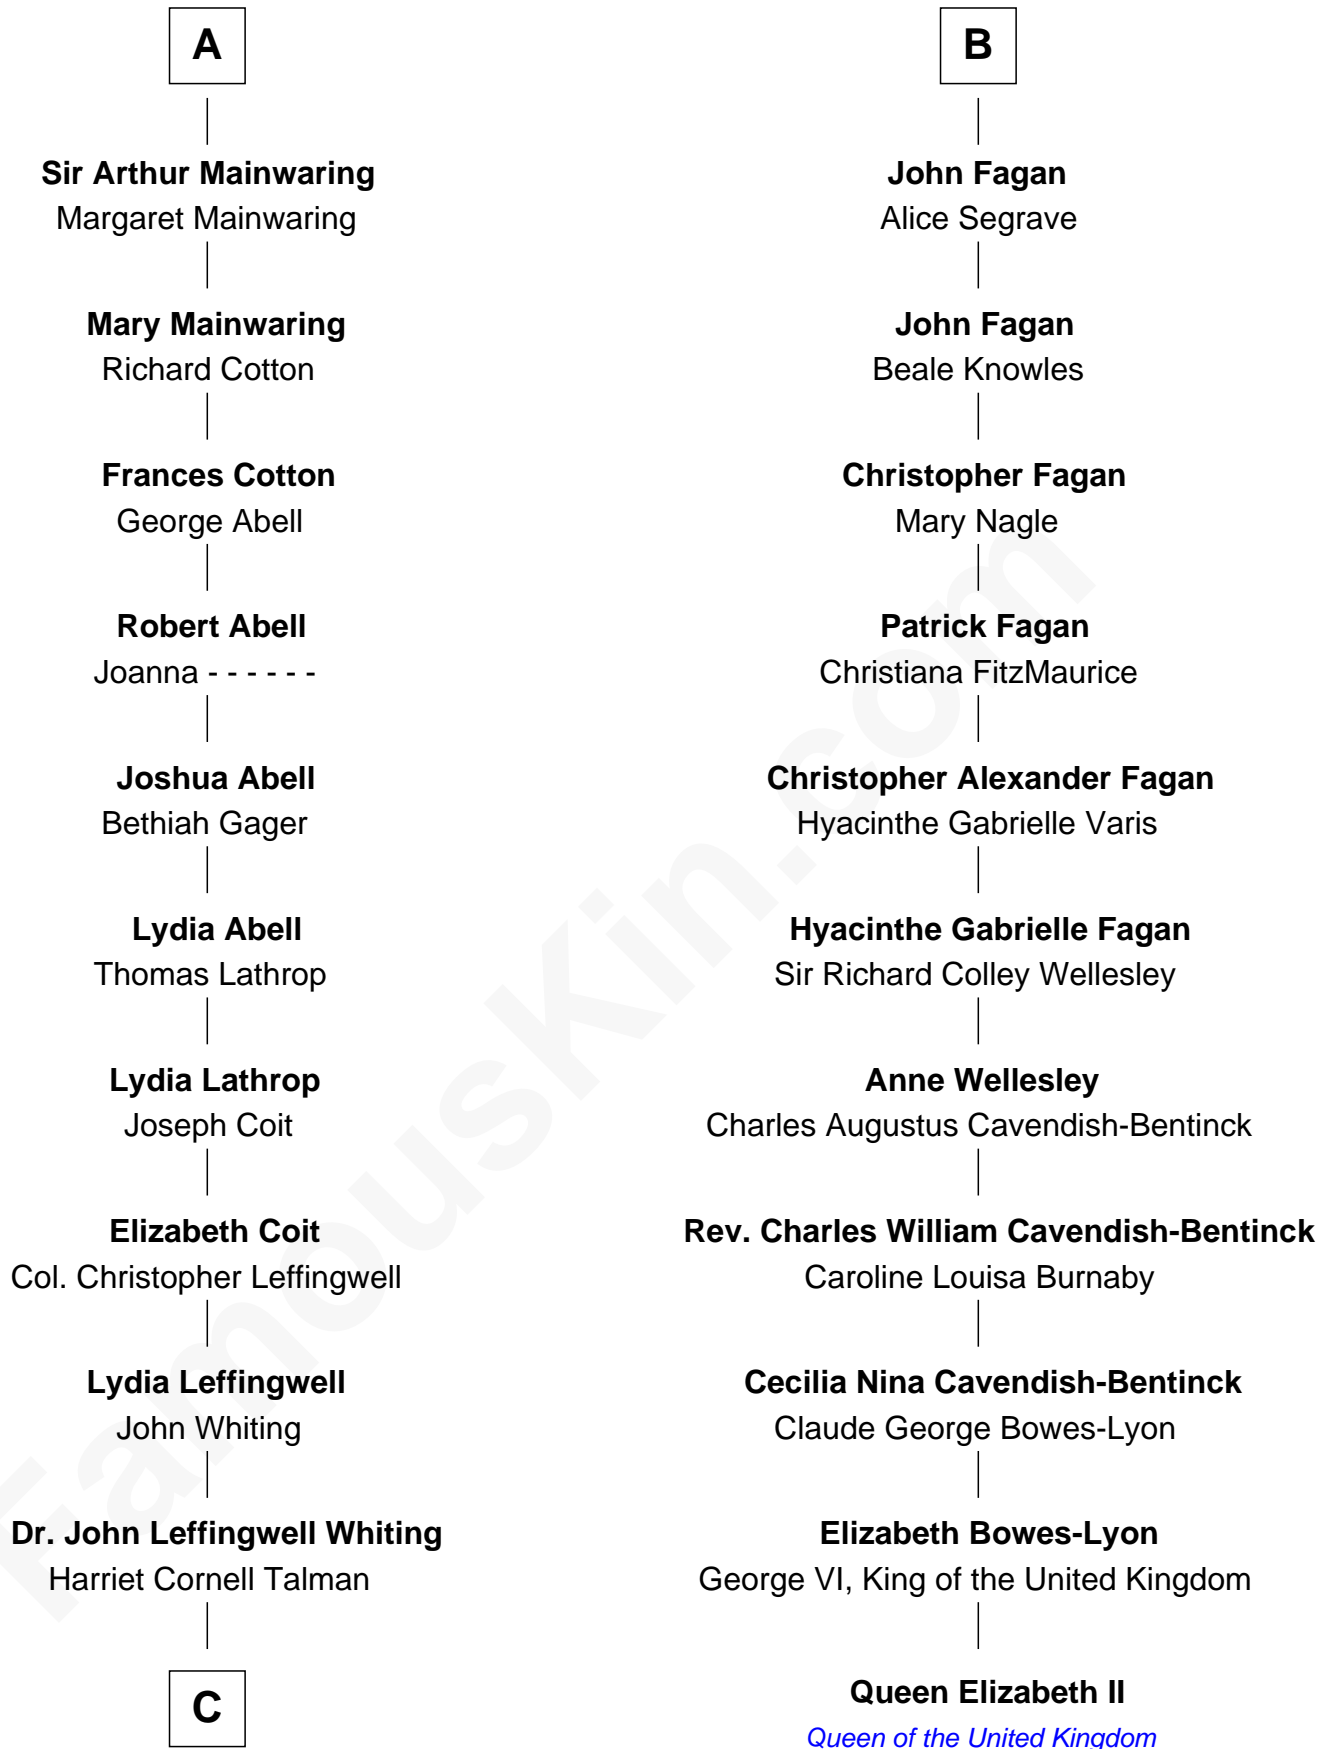 A
Sir Arthur Mainwaring
Margaret Mainwaring
Mary Mainwaring
Richard Cotton
Frances Cotton
George Abell
Robert Abell
Joanna - - - - - -
Joshua Abell
Bethiah Gager
Lydia Abell
Thomas Lathrop
Lydia Lathrop
Joseph Coit
Elizabeth Coit
Col. Christopher Leffingwell
Lydia Leffingwell
John Whiting
Dr. John Leffingwell Whiting
Harriet Cornell Talman
C
B
John Fagan
Alice Segrave
John Fagan
Beale Knowles
Christopher Fagan
Mary Nagle
Patrick Fagan
Christiana FitzMaurice
Christopher Alexander Fagan
Hyacinthe Gabrielle Varis
Hyacinthe Gabrielle Fagan
Sir Richard Colley Wellesley
Anne Wellesley
Charles Augustus Cavendish-Bentinck
Rev. Charles William Cavendish-Bentinck
Caroline Louisa Burnaby
Cecilia Nina Cavendish-Bentinck
Claude George Bowes-Lyon
Elizabeth Bowes-Lyon
George VI, King of the United Kingdom
Queen Elizabeth II
Queen of the United Kingdom
FamousKin.com